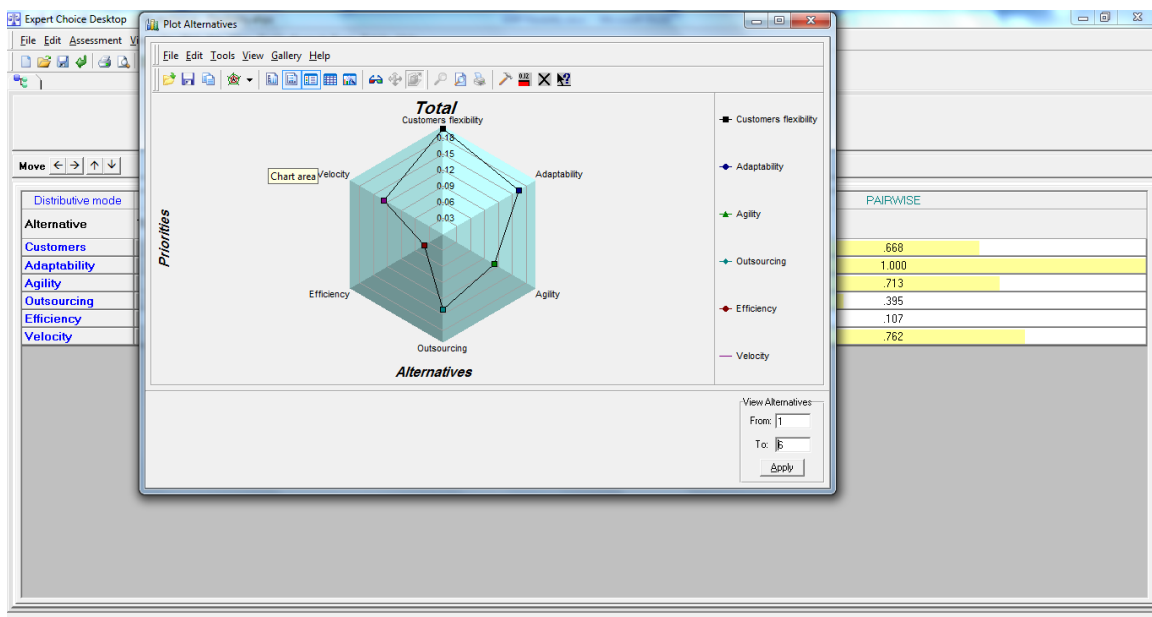 Expert Choice Desktop
File Edit Assessment
Move
Plot Alternatives
File Edit Tools View Gallery Help
Total
Customers flexibility
0.18
0.15
0.12
0.09
0.06
0.03
Adaptability
Agility
Outsourcing
Efficiency
Velocity
Chart area
Priorities
Alternatives
Customers flexibility
Adaptability
Agility
Outsourcing
Efficiency
Velocity
View Alternatives
From: 1
To: 6
Apply
Distributive mode PAIRWISE
Alternative
Customers .668
Adaptability 1.000
Agility .713
Outsourcing .395
Efficiency .107
Velocity .762